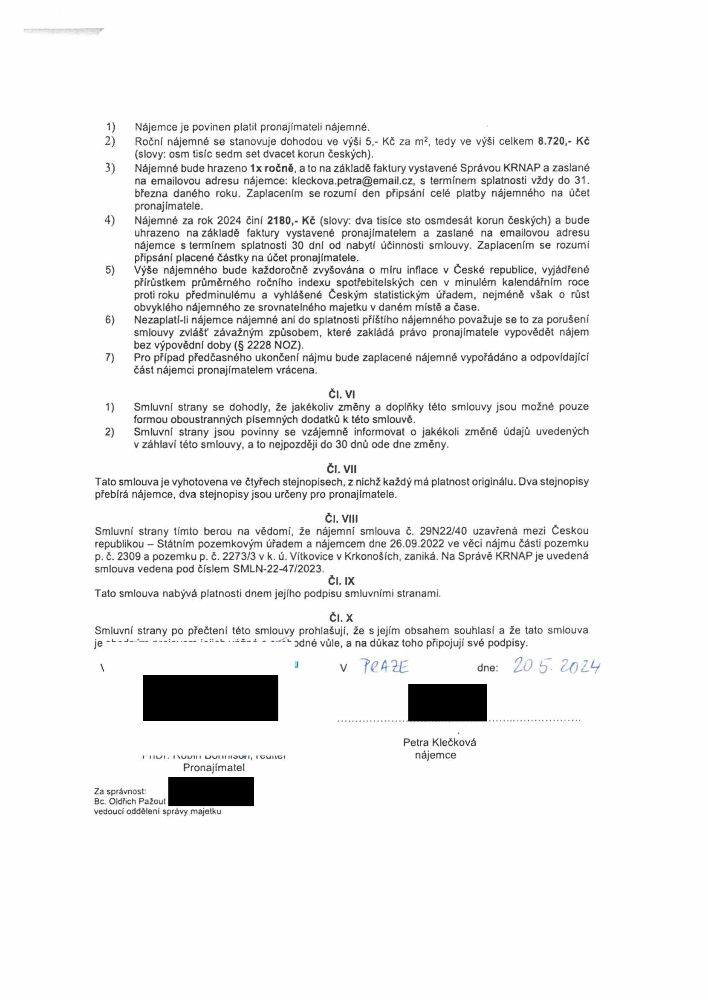 1) Nájemce je povinen platit pronajímateli nájemné.
2) Roční nájemné se stanovuje dohodou ve výši 5,- Kč za m², tedy ve výši celkem 8.720,- Kč
(slovy: osm tisíc sedm set dvacet korun českých).
3) Nájemné bude hrazeno 1x ročně, a to na základě faktury vystavené Správou KRNAP a zaslané
na emailovou adresu nájemce: kleckova.petra@email.cz, s termínem splatnosti vždy do 31.
března daného roku. Zaplacením se rozumí den připsání celé platby nájemného na účet
pronajímatele.
4) Nájemné za rok 2024 činí 2180,- Kč (slovy: dva tisíce sto osmdesát korun českých) a bude
uhrazeno na základě faktury vystavené pronajímatelem a zaslané na emailovou adresu
nájemce s termínem splatnosti 30 dní od nabytí účinnosti smlouvy. Zaplacením se rozumí
připsání placené částky na účet pronajímatele.
5) Výše nájemného bude každoročně zvyšována o míru inflace v České republice, vyjádřené
přírůstkem průměrného ročního indexu spotřebitelských cen v minulém kalendářním roce
proti roku předminulému a vyhlášené Českým statistickým úřadem, nejméně však o růst
obvyklého nájemného ze srovnatelného majetku v daném místě a čase.
6) Nezaplatí-li nájemce nájemné ani do splatnosti příštího nájemného považuje se to za porušení
smlouvy zvlášť závažným způsobem, které zakládá právo pronajímatele vypovědět nájem
bez výpovědní doby (§ 2228 NOZ).
7) Pro případ předčasného ukončení nájmu bude zaplacené nájemné vypořádáno a odpovídající
část nájemci pronajímatelem vrácena.
Čl. VI
1) Smluvní strany se dohodly, že jakékoliv změny a doplňky této smlouvy jsou možné pouze
formou oboustranných písemných dodatků k této smlouvě.
2) Smluvní strany jsou povinny se vzájemně informovat o jakékoli změně údajů uvedených
v záhlaví této smlouvy, a to nejpozději do 30 dnů ode dne změny.
Čl. VII
Tato smlouva je vyhotovena ve čtyřech stejnopisech, z nichž každý má platnost originálu. Dva stejnopisy
přebírá nájemce, dva stejnopisy jsou určeny pro pronajímatele.
Čl. VIII
Smluvní strany tímto berou na vědomí, že nájemní smlouva č. 29N22/40 uzavřená mezi Českou
republikou – Státním pozemkovým úřadem a nájemcem dne 26.09.2022 ve věci nájmu části pozemku
p. č. 2309 a pozemku p. č. 2273/3 v k. ú. Vítkovice v Krkonoších, zaniká. Na Správě KRNAP je uvedená
smlouva vedena pod číslem SMLN-22-47/2023.
Čl. IX
Tato smlouva nabývá platnosti dnem jejího podpisu smluvními stranami.
Čl. X
Smluvní strany po přečtení této smlouvy prohlašují, že s jejím obsahem souhlasí a že tato smlouva
je vůle, a na důkaz toho připojují své podpisy.
V PRAZE dne: 20.5.2024
Petra Klečková
nájemce
Pronajímatel
Za správnost:
Bc. Oldřich Pažout
vedoucí oddělení správy majetku